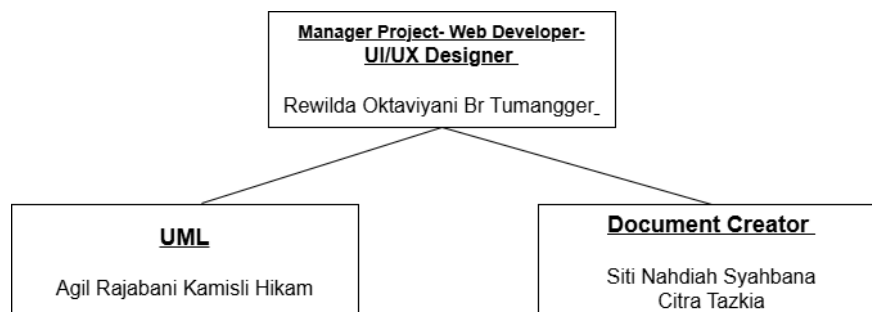 Manager Project- Web Developer-
UI/UX Designer
Rewilda Oktaviyani Br Tumangger_
UML
Agil Rajabani Kamisli Hikam
Document Creator
Siti Nahdiah Syahbana
Citra Tazkia